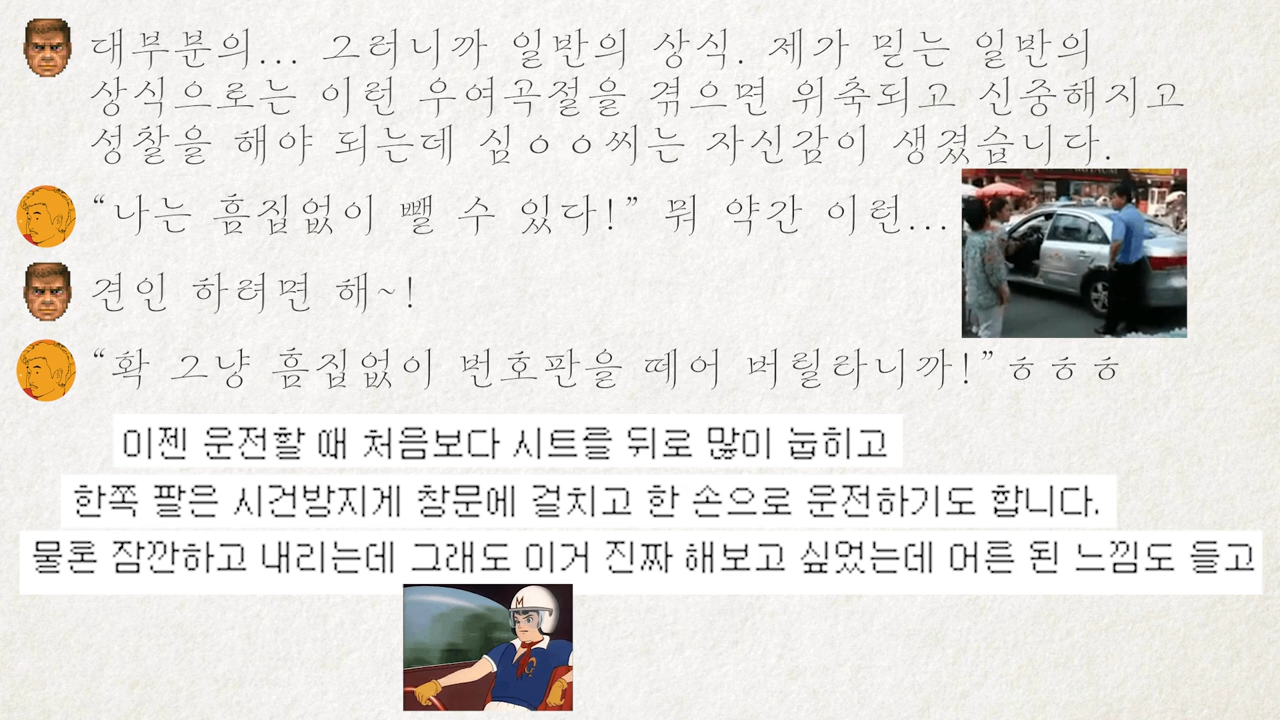 대부분의... 그러니까 일반의 상식. 제가 믿는 일반의
상식으로는 이런 우여곡절을 겪으면 위축되고 신중해지고
성찰을 해야 되는데 심ㅇㅇ씨는 자신감이 생겼습니다.
“나는 흠집없이 뺄 수 있다!” 뭐 약간 이런...
견인 하려면 해~!
“확 그냥 흠집없이 번호판을 떼어 버릴라니까!”ㅎㅎㅎ
이젠 운전할 때 처음보다 시트를 뒤로 많이 눕히고
한쪽 팔은 시건방지게 창문에 걸치고 한 손으로 운전하기도 합니다.
물론 잠깐하고 내리는데 그래도 이거 진짜 해보고 싶었는데 어른 된 느낌도 들고
M
G